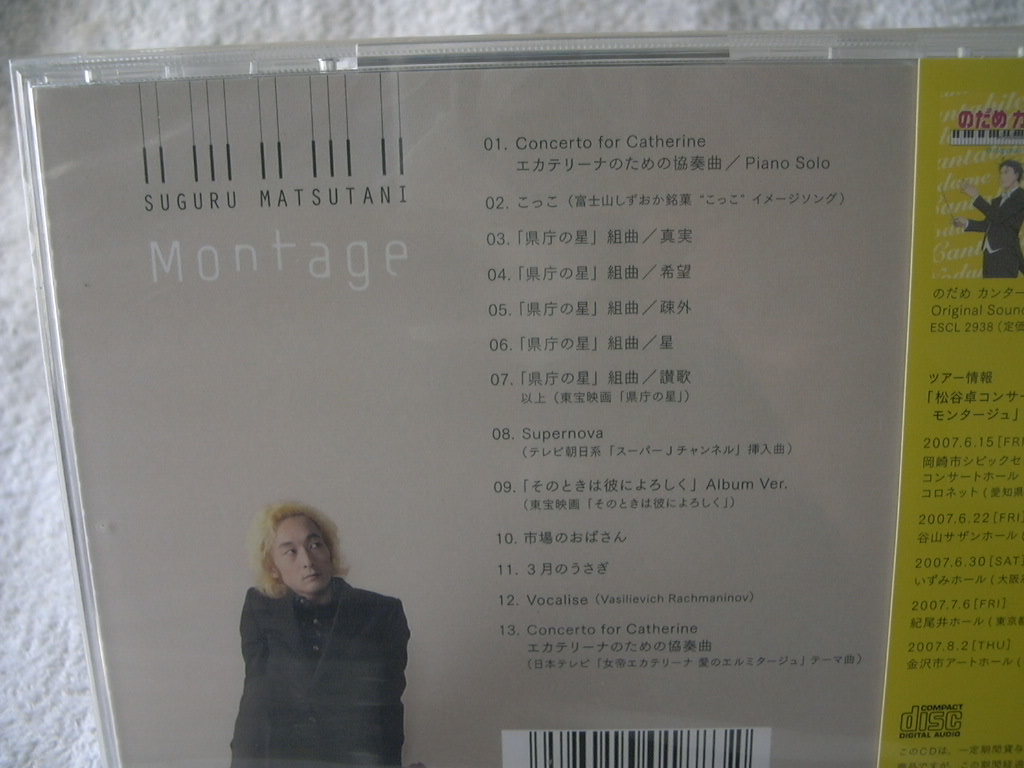 SUGURU MATSUTANI
Montage
01. Concerto for Catherine
エカテリーナのための協奏曲／Piano Solo
02. こっこ（富士山しずおか銘菓 “こっこ” イメージソング）
03.「県庁の星」組曲／真実
04.「県庁の星」組曲／希望
05.「県庁の星」組曲／疎外
06.「県庁の星」組曲／星
07.「県庁の星」組曲／讃歌
以上（東宝映画「県庁の星」）
08. Supernova
（テレビ朝日系「スーパーJチャンネル」挿入曲）
09.「そのときは彼によろしく」Album Ver.
（東宝映画「そのときは彼によろしく」）
10. 市場のおばさん
11. ３月のうさぎ
12. Vocalise（Vasilievich Rachmaninov）
13. Concerto for Catherine
エカテリーナのための協奏曲
（日本テレビ「女帝エカテリーナ 愛のエルミタージュ」テーマ曲）
のだめ カ
のだめ カンター
Original Soun
ESCL 2938（定価
ツアー情報
「松谷卓コンサー
モンタージュ」
2007.6.15[FRI
岡崎市シビックセ
コンサートホール
コロネット(愛知県
2007.6.22[FRI
谷山サザンホール(
2007.6.30[SAT]
いずみホール(大阪
2007.7.6[FRI]
紀尾井ホール(東京都
2007.8.2[THU]
金沢市アートホール(
COMPACT
disc
DIGITAL AUDIO
このCDは、一定期間貸与